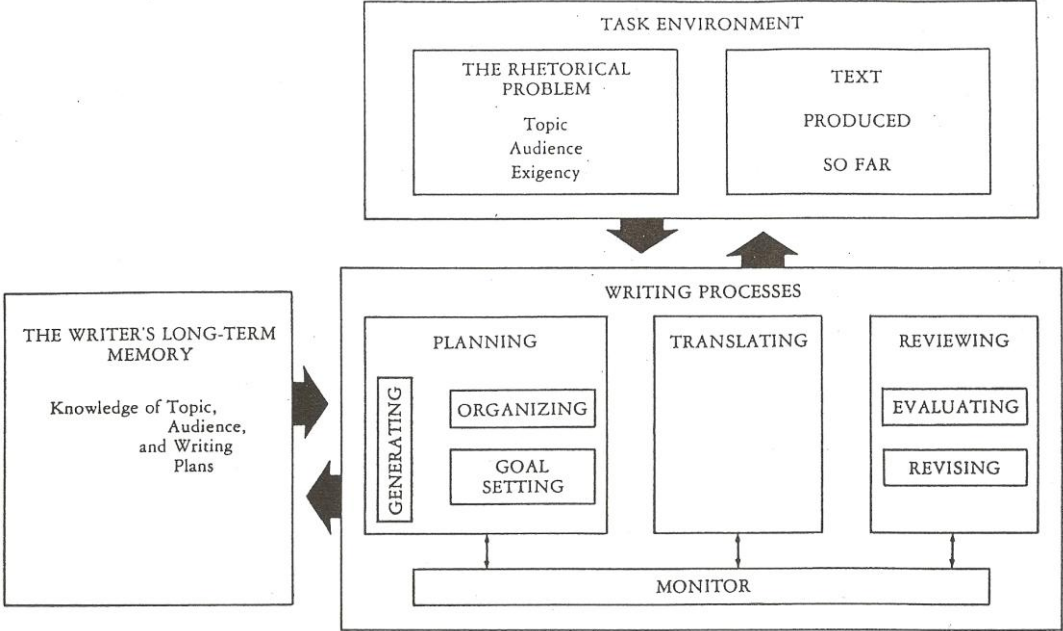 TASK ENVIRONMENT
THE RHETORICAL
PROBLEM
Topic
Audience
Exigency
TEXT
PRODUCED
SO FAR
THE WRITER'S LONG-TERM
MEMORY
Knowledge of Topic,
Audience,
and Writing
Plans
WRITING PROCESSES
PLANNING
GENERATING
ORGANIZING
GOAL
SETTING
TRANSLATING
REVIEWING
EVALUATING
REVISING
MONITOR